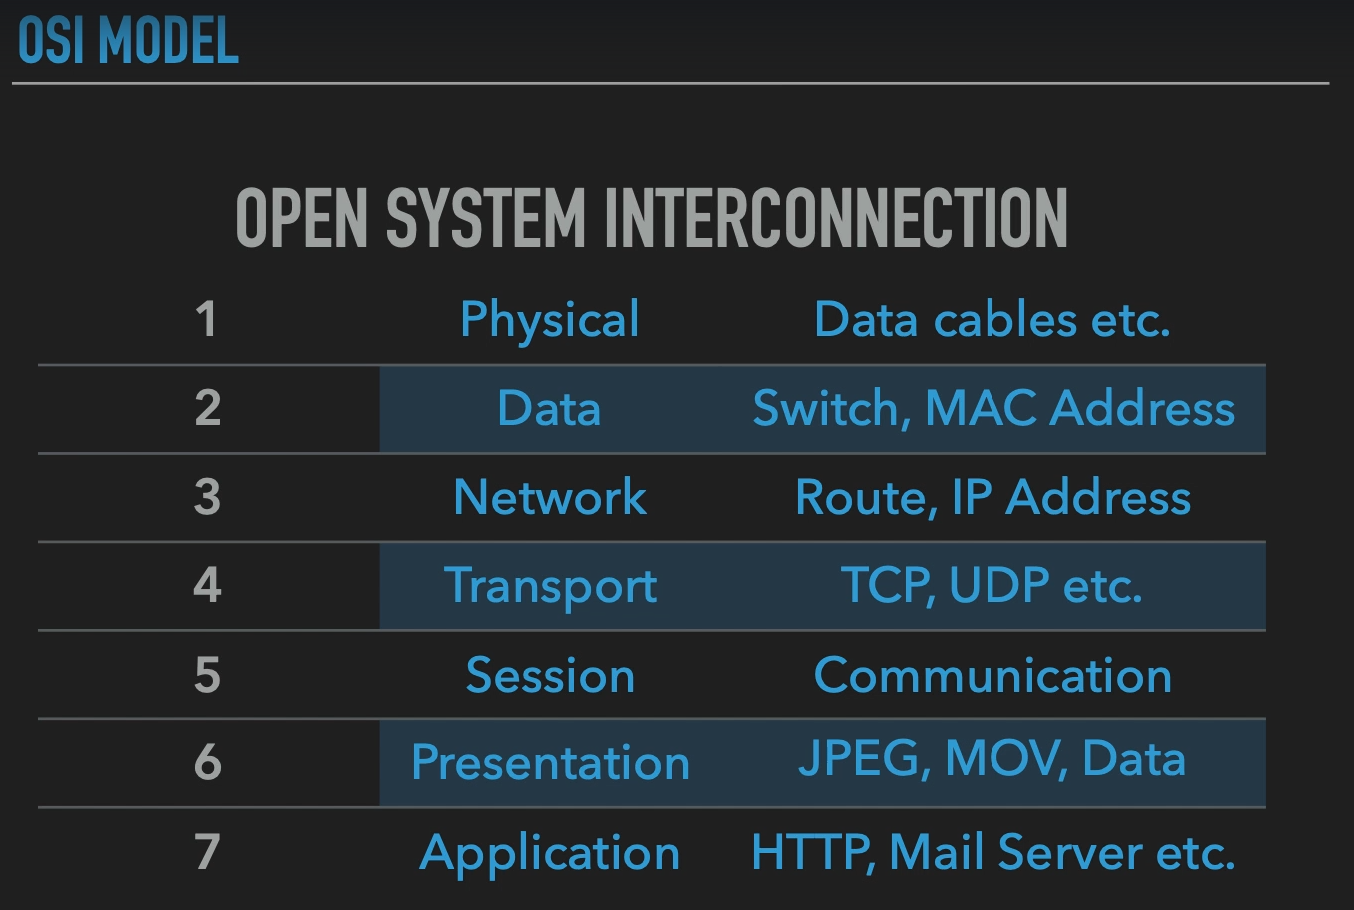 OSI MODEL
OPEN SYSTEM INTERCONNECTION
1 Physical Data cables etc.
2 Data Switch, MAC Address
3 Network Route, IP Address
4 Transport TCP, UDP etc.
5 Session Communication
6 Presentation JPEG, MOV, Data
7 Application HTTP, Mail Server etc.